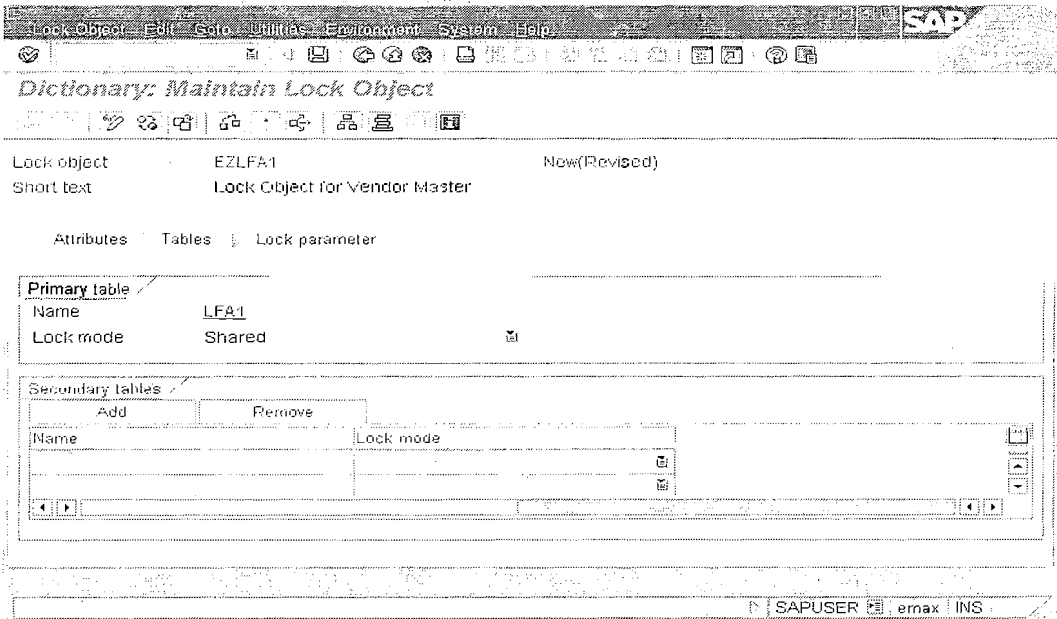 Lock Object Edit Goto Utilities Environment System Help
SAP
Dictionary: Maintain Lock Object
Lock object EZLFA1 New(Revised)
Short text Lock Object for Vendor Master
Attributes Tables Lock parameter
Primary table
Name LFA1
Lock mode Shared
Secondary tables
Add Remove
Name Lock mode
SAPUSER emax INS